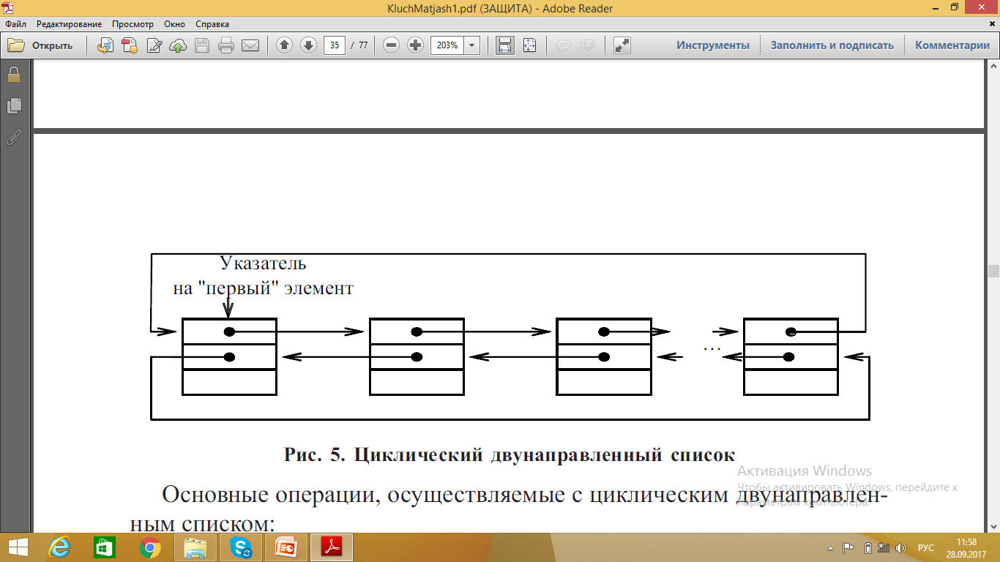 KluchMatjash1.pdf (ЗАЩИТА) - Adobe Reader
Файл Редактирование Просмотр Окно Справка
Открыть 35 / 77 203% Инструменты Заполнить и подписать Комментарии
Указатель
на "первый" элемент
...
Рис. 5. Циклический двунаправленный список
Активация Windows
Чтобы активировать Windows, перейдите к
параметрам компьютера.
Основные операции, осуществляемые с циклическим двунаправлен-
ным списком:
РУС
11:58
28.09.2017